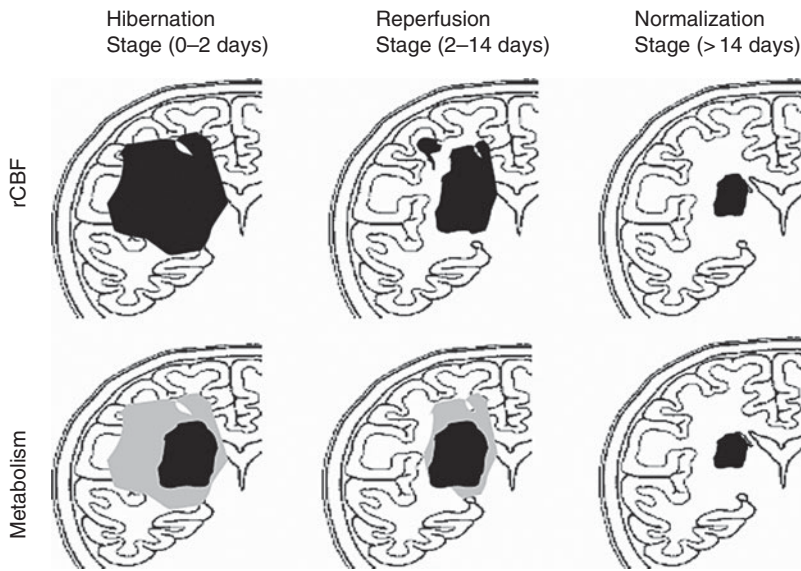 Hibernation
Stage (0–2 days)
Reperfusion
Stage (2–14 days)
Normalization
Stage (> 14 days)
rCBF
Metabolism